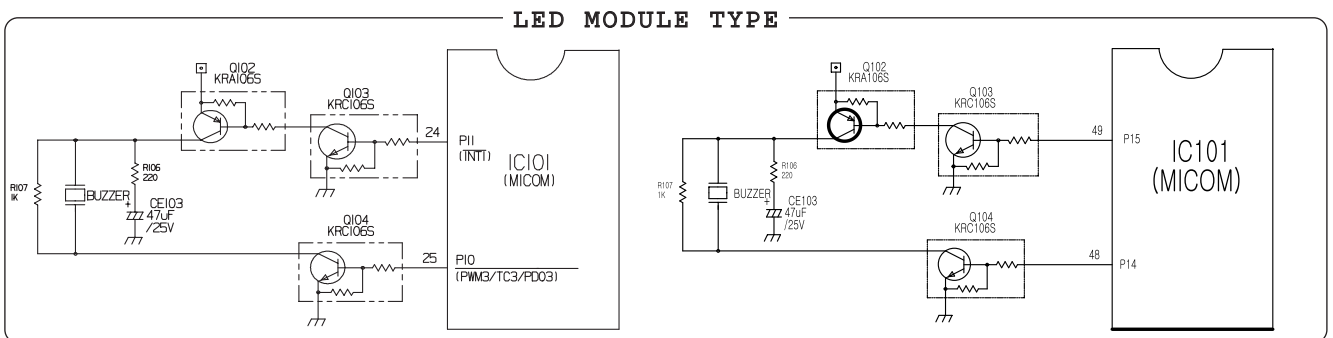 LED MODULE TYPE
Q102
KRA106S
Q103
KRC106S
24
P11
(INT1)
IC101
(MICOM)
R107
1K
BUZZER
R106
220
+
CE103
47uF
/25V
Q104
KRC106S
25
P10
(PWM3/TC3/PDO3)
Q102
KRA106S
Q103
KRC106S
49
P15
IC101
(MICOM)
R107
1K
BUZZER
R106
220
+
CE103
47uF
/25V
Q104
KRC106S
48
P14